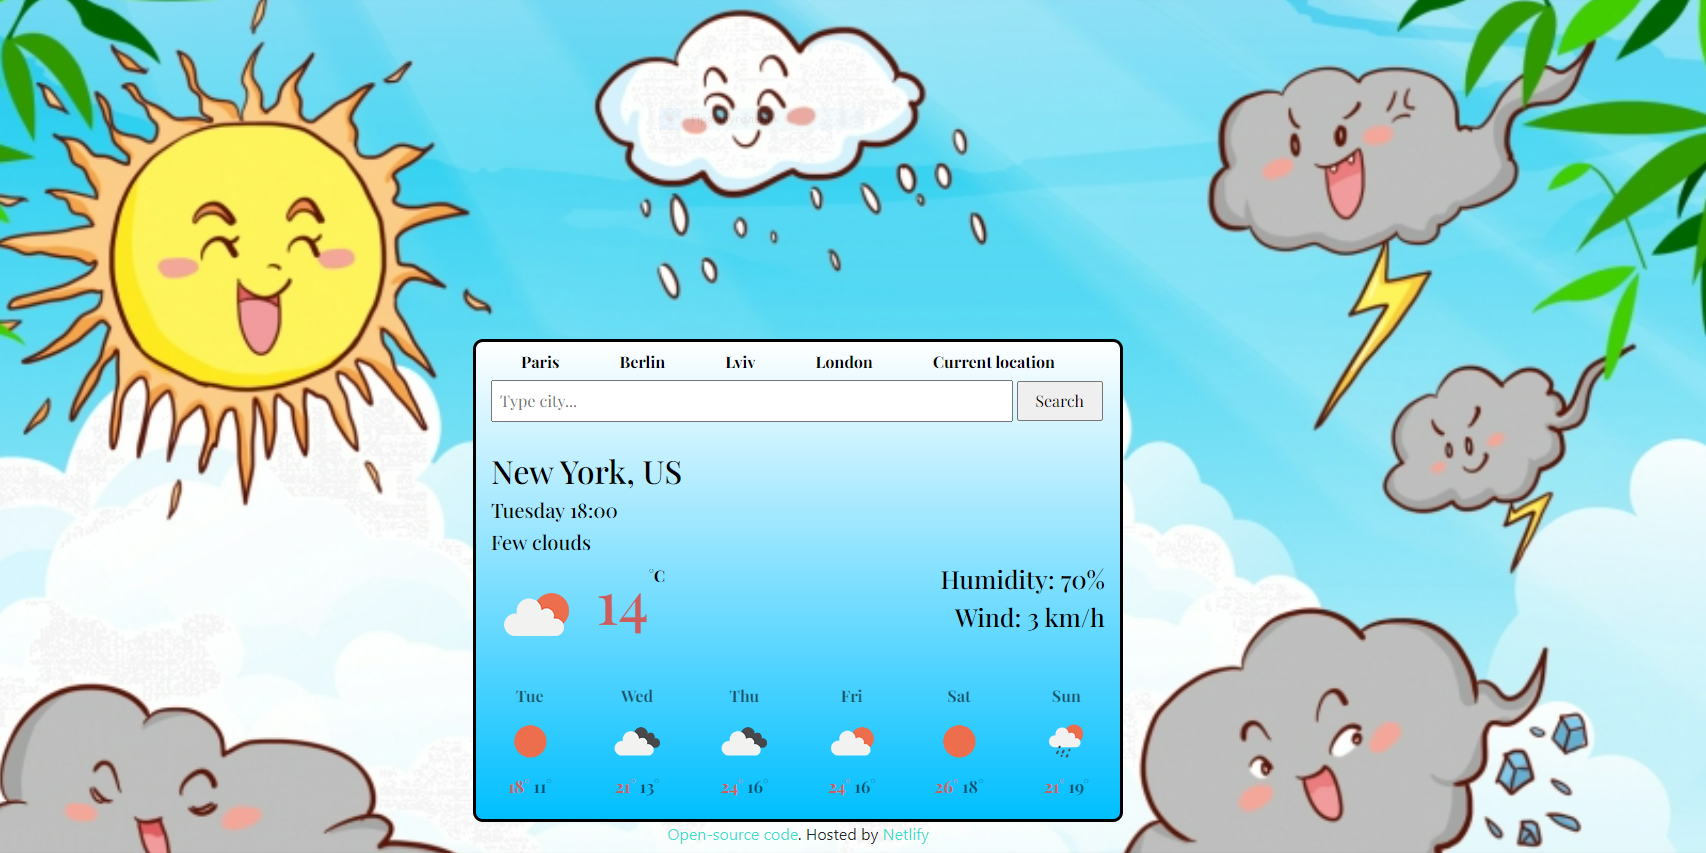 Paris Berlin Lviv London Current location
Type city... Search
New York, US
Tuesday 18:00
Few clouds
14 °C
Humidity: 70%
Wind: 3 km/h
Tue Wed Thu Fri Sat Sun
18° 11° 21° 13° 24° 16° 24° 16° 26° 18° 21° 19°
Open-source code. Hosted by Netlify